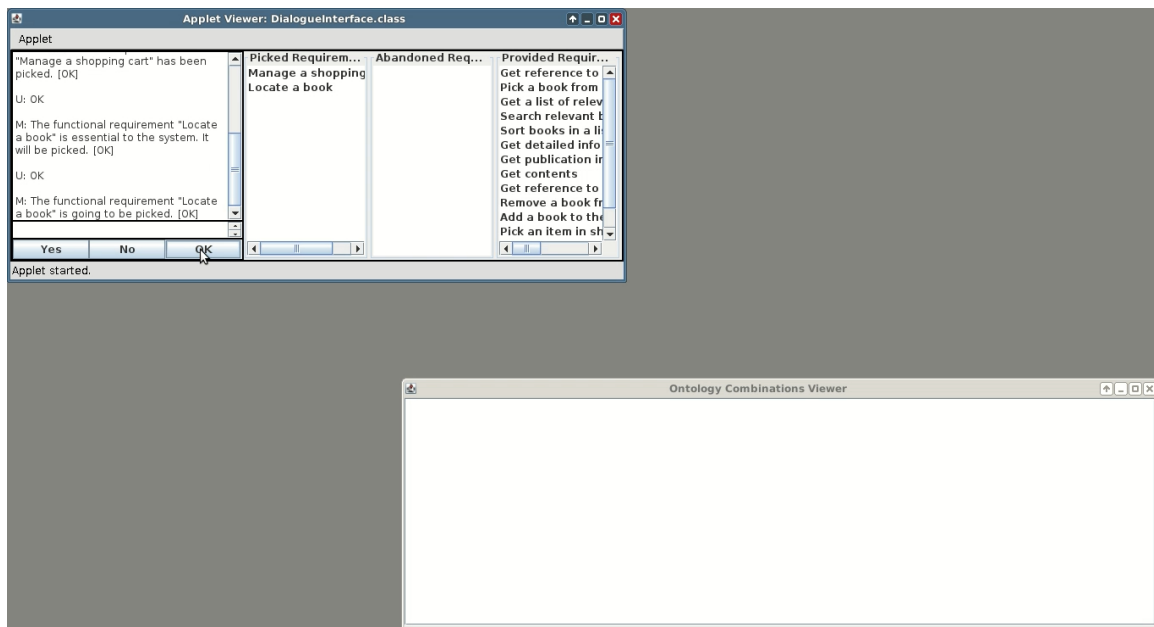 Applet Viewer: DialogueInterface.class
Applet
"Manage a shopping cart" has been
picked. [OK]
U: OK
M: The functional requirement "Locate
a book" is essential to the system. It
will be picked. [OK]
U: OK
M: The functional requirement "Locate
a book" is going to be picked. [OK]
Yes
No
OK
Picked Requirem...
Manage a shopping
Locate a book
Abandoned Req...
Provided Requir...
Get reference to
Pick a book from
Get a list of relev
Search relevant b
Sort books in a li
Get detailed info
Get publication in
Get contents
Get reference to
Remove a book fr
Add a book to the
Pick an item in sh
Applet started.
Ontology Combinations Viewer